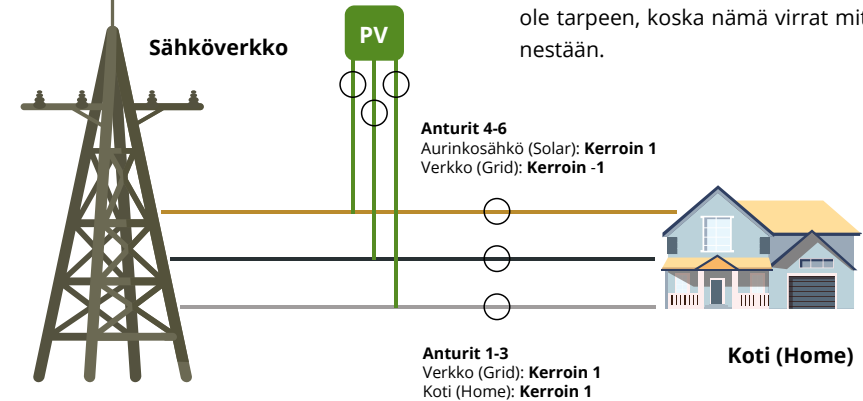 ole tarpeen, koska nämä virrat
nestään.
Sähköverkko
PV
Anturit 4-6
Aurinkosähkö (Solar): Kerroin 1
Verkko (Grid): Kerroin -1
Anturit 1-3
Verkko (Grid): Kerroin 1
Koti (Home): Kerroin 1
Koti (Home)